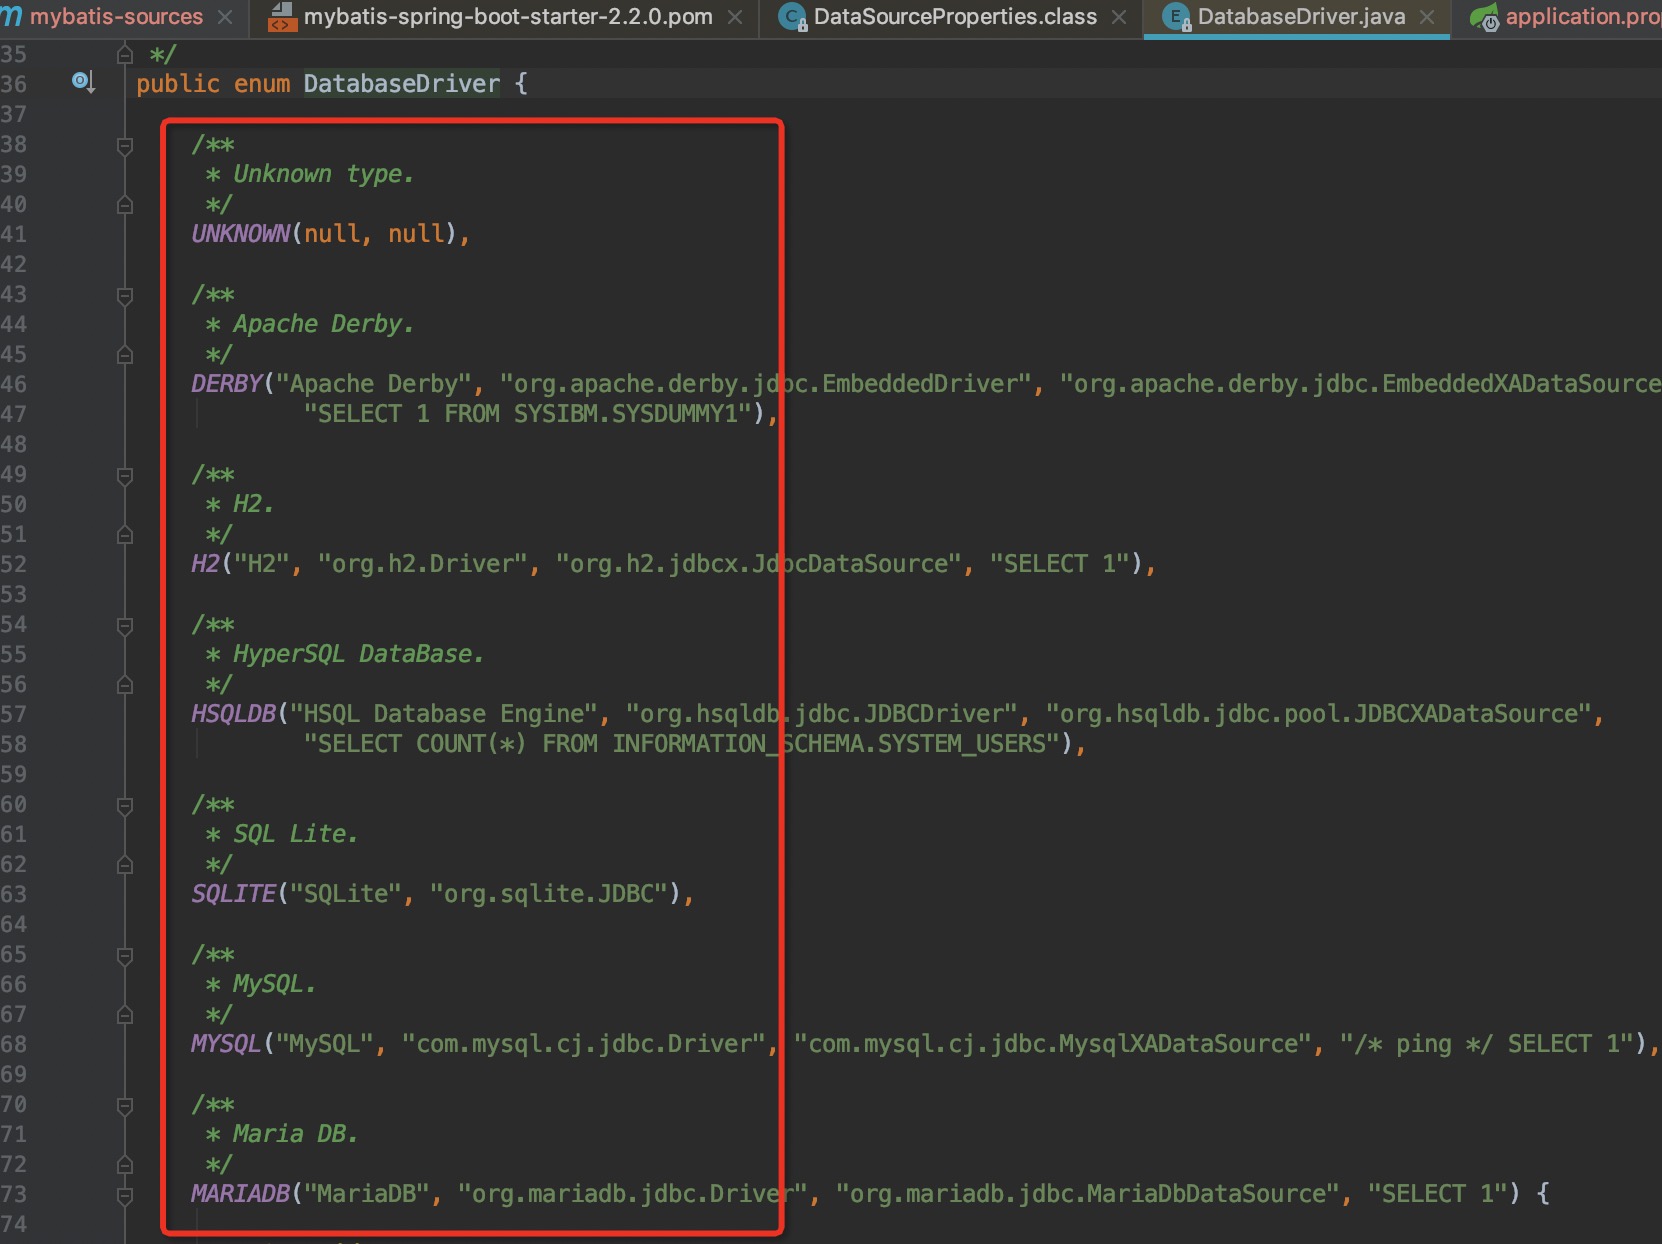 mybatis-sources
mybatis-spring-boot-starter-2.2.0.pom
DataSourceProperties.class
DatabaseDriver.java
application.pro
35 */
36 public enum DatabaseDriver {
37
38 /**
39 * Unknown type.
40 */
41 UNKNOWN(null, null),
42
43 /**
44 * Apache Derby.
45 */
46 DERBY("Apache Derby", "org.apache.derby.jdbc.EmbeddedDriver", "org.apache.derby.jdbc.EmbeddedXADataSource
47 "SELECT 1 FROM SYSIBM.SYSDUMMY1"),
48
49 /**
50 * H2.
51 */
52 H2("H2", "org.h2.Driver", "org.h2.jdbcx.JdbcDataSource", "SELECT 1"),
53
54 /**
55 * HyperSQL DataBase.
56 */
57 HSQLDB("HSQL Database Engine", "org.hsqldb.jdbc.JDBCDriver", "org.hsqldb.jdbc.pool.JDBCXADataSource",
58 "SELECT COUNT(*) FROM INFORMATION_SCHEMA.SYSTEM_USERS"),
59
60 /**
61 * SQL Lite.
62 */
63 SQLITE("SQLite", "org.sqlite.JDBC"),
64
65 /**
66 * MySQL.
67 */
68 MYSQL("MySQL", "com.mysql.cj.jdbc.Driver", "com.mysql.cj.jdbc.MysqlXADataSource", "/* ping */ SELECT 1"),
69
70 /**
71 * Maria DB.
72 */
73 MARIADB("MariaDB", "org.mariadb.jdbc.Driver", "org.mariadb.jdbc.MariaDbDataSource", "SELECT 1") {
74